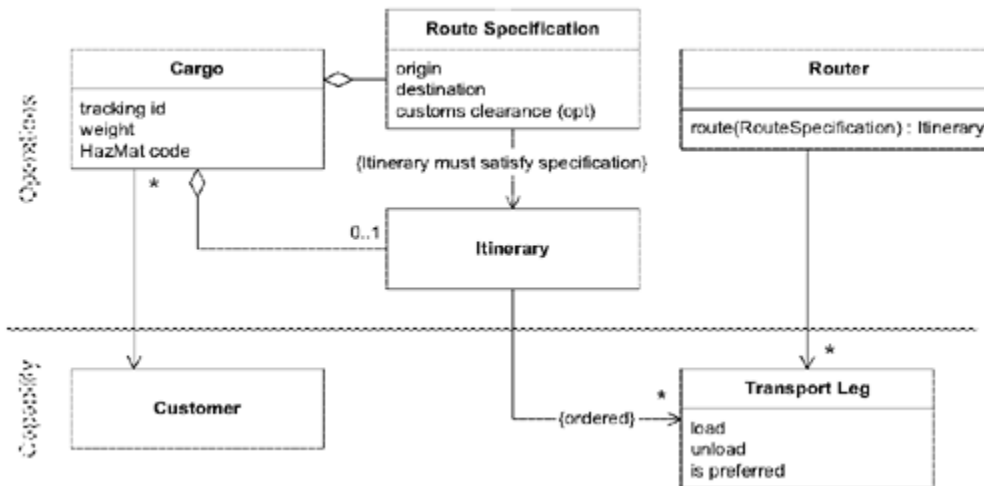 Route Specification
origin
destination
customs clearance (opt)
Cargo
tracking id
weight
HazMat code
Router
route(RouteSpecification) : Itinerary
Operations
*
{Itinerary must satisfy specification}
0..1
Itinerary
Capability
Customer
*
{ordered}
*
Transport Leg
load
unload
is preferred